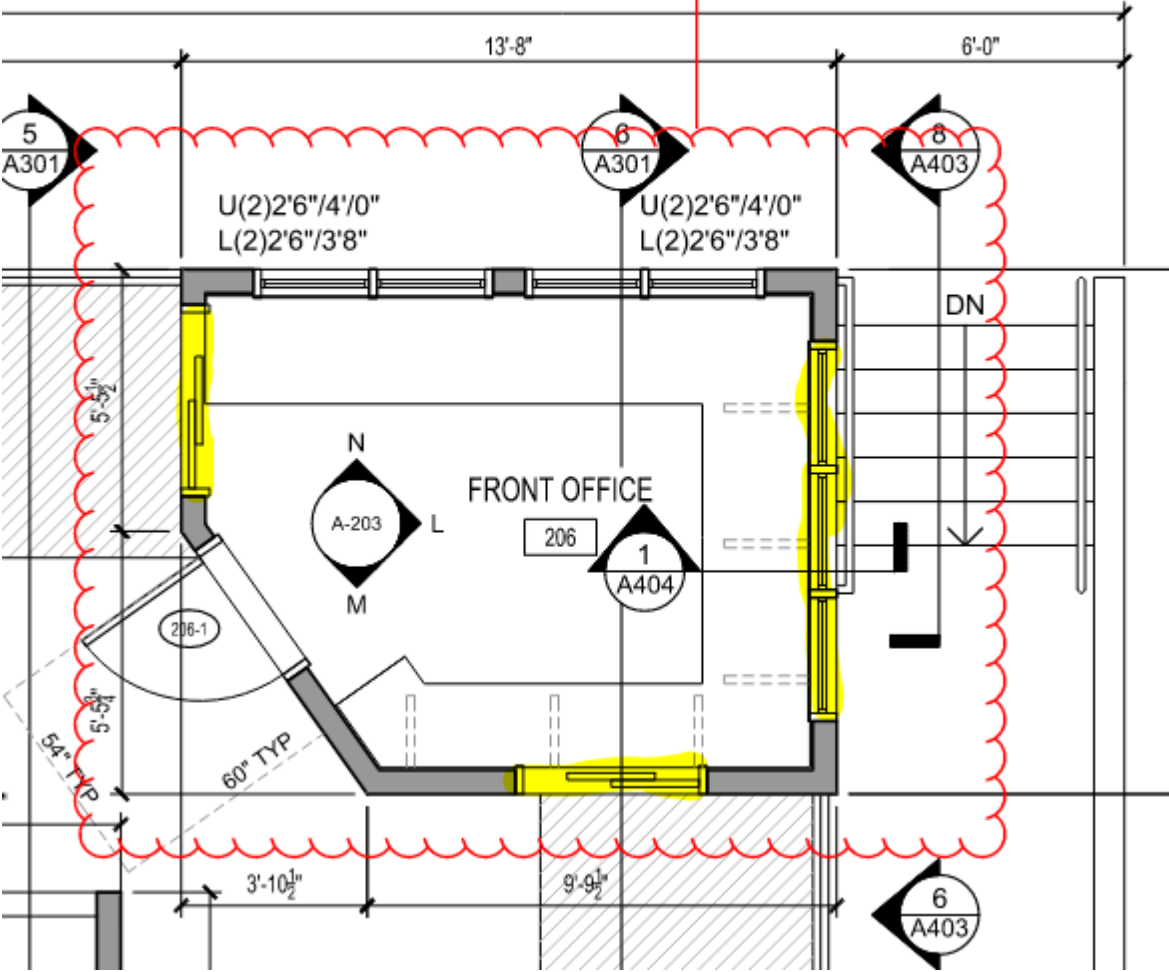 13'-8"
6'-0"
5
A301
6
A301
8
A403
U(2)2'6"/4'/0"
L(2)2'6"/3'8"
U(2)2'6"/4'/0"
L(2)2'6"/3'8"
DN
5'-5½"
N
A-203
L
M
FRONT OFFICE
206
1
A404
206-1
5'-5¾"
54" TYP
60" TYP
3'-10½"
9'-9½"
6
A403